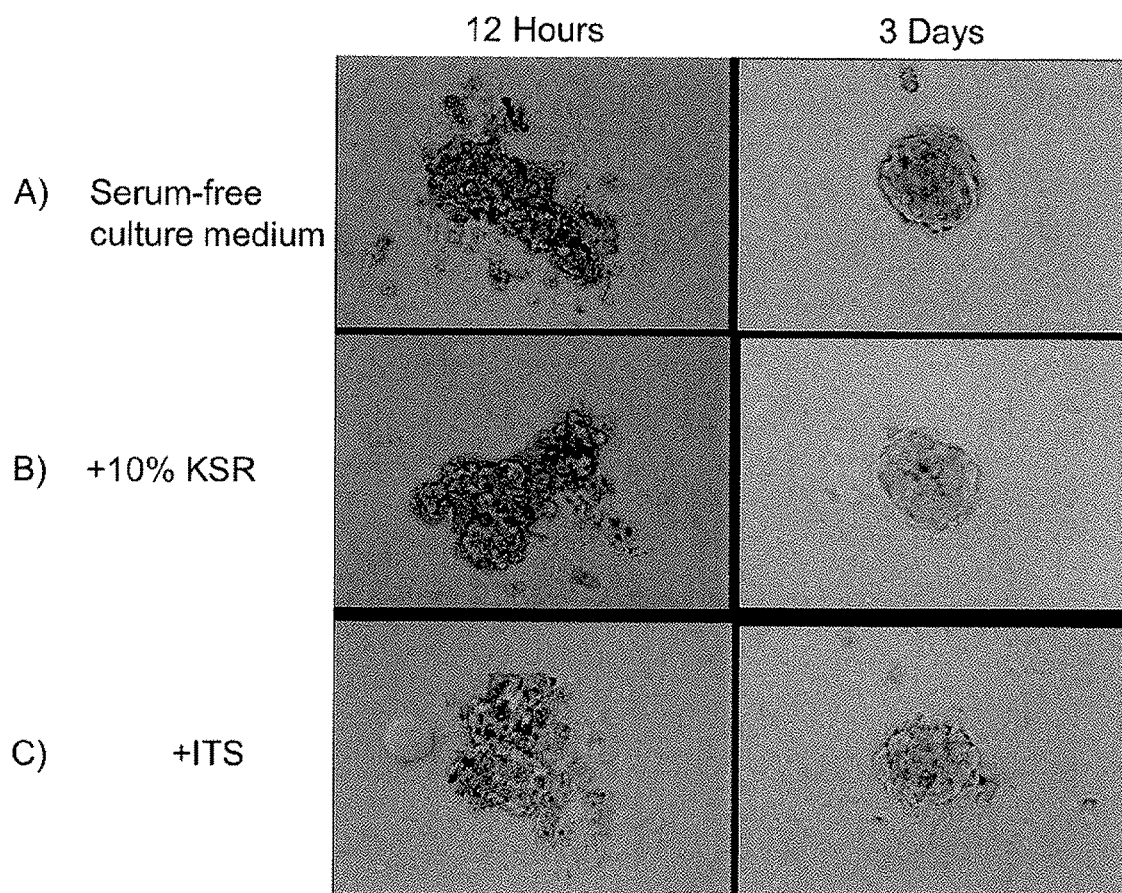 12 Hours 3 Days
A) Serum-free
culture medium
B) +10% KSR
C) +ITS